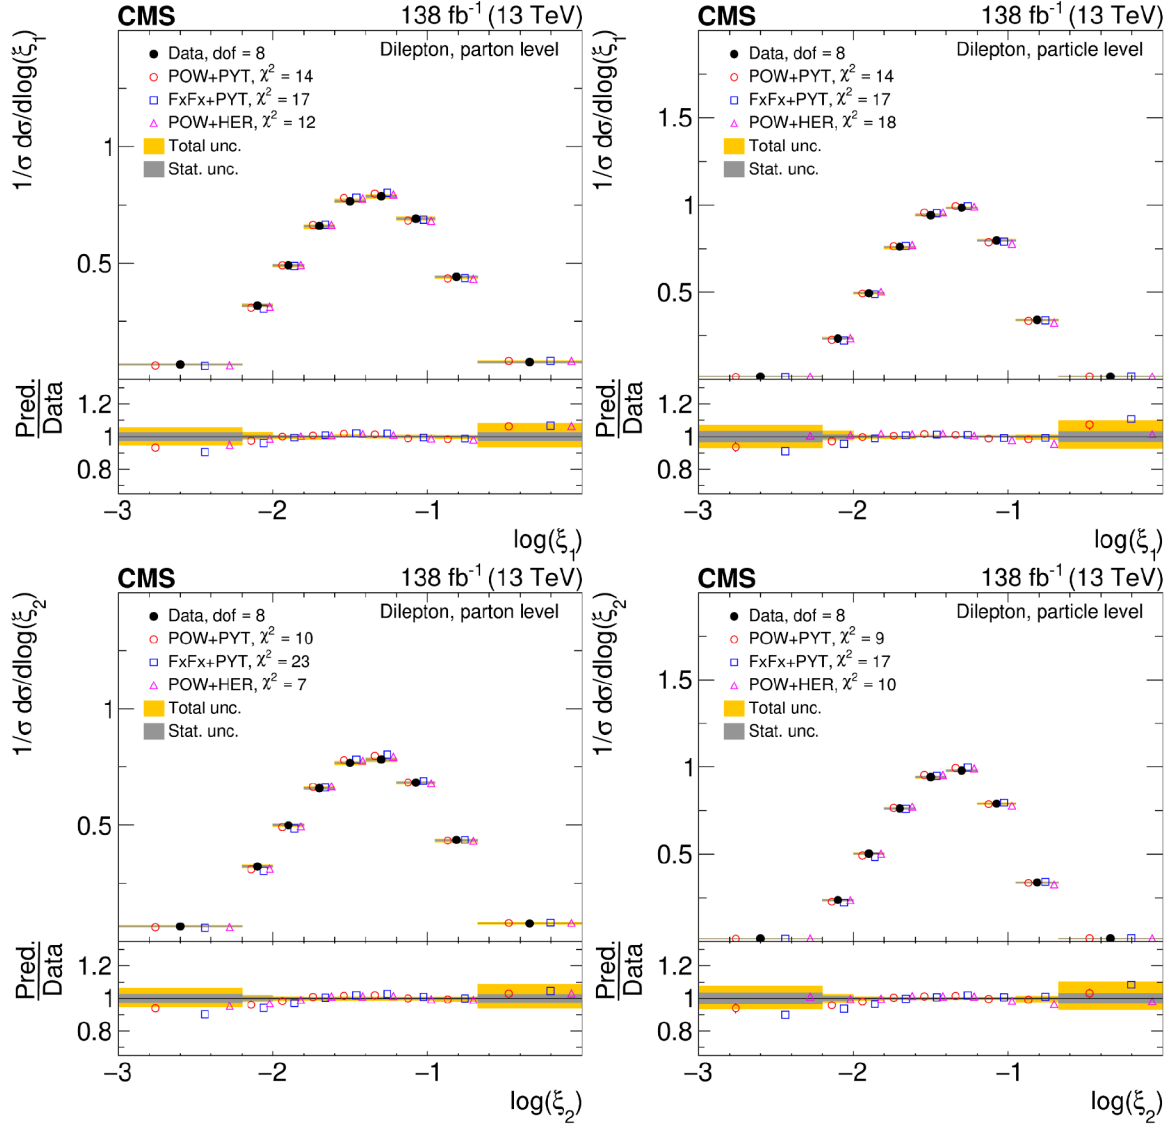 CMS 138 fb⁻¹ (13 TeV)
Dilepton, parton level
Data, dof = 8
POW+PYT, χ² = 14
FxFx+PYT, χ² = 17
POW+HER, χ² = 12
Total unc.
Stat. unc.
1/σ dσ/dlog(ξ₁)
1
0.5
Pred.
Data
1.2
1
0.8
−3 −2 −1
log(ξ₁)
CMS 138 fb⁻¹ (13 TeV)
Dilepton, particle level
Data, dof = 8
POW+PYT, χ² = 14
FxFx+PYT, χ² = 17
POW+HER, χ² = 18
Total unc.
Stat. unc.
1/σ dσ/dlog(ξ₁)
1.5
1
0.5
Pred.
Data
1.2
1
0.8
−3 −2 −1
log(ξ₁)
CMS 138 fb⁻¹ (13 TeV)
Dilepton, parton level
Data, dof = 8
POW+PYT, χ² = 10
FxFx+PYT, χ² = 23
POW+HER, χ² = 7
Total unc.
Stat. unc.
1/σ dσ/dlog(ξ₂)
1
0.5
Pred.
Data
1.2
1
0.8
−3 −2 −1
log(ξ₂)
CMS 138 fb⁻¹ (13 TeV)
Dilepton, particle level
Data, dof = 8
POW+PYT, χ² = 9
FxFx+PYT, χ² = 17
POW+HER, χ² = 10
Total unc.
Stat. unc.
1/σ dσ/dlog(ξ₂)
1.5
1
0.5
Pred.
Data
1.2
1
0.8
−3 −2 −1
log(ξ₂)